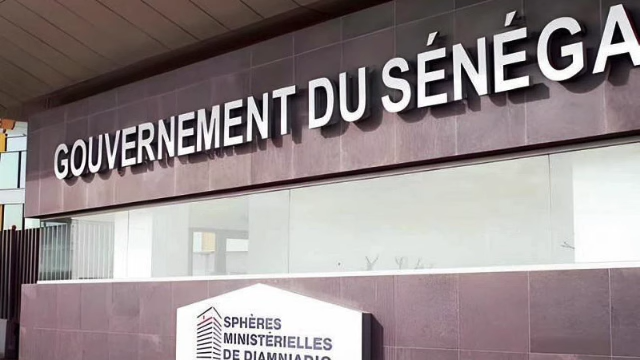 GOUVERNEMENT DU SÉNÉGA
SPHÈRES
MINISTÉRIELLES
DE DIAMNIADIO